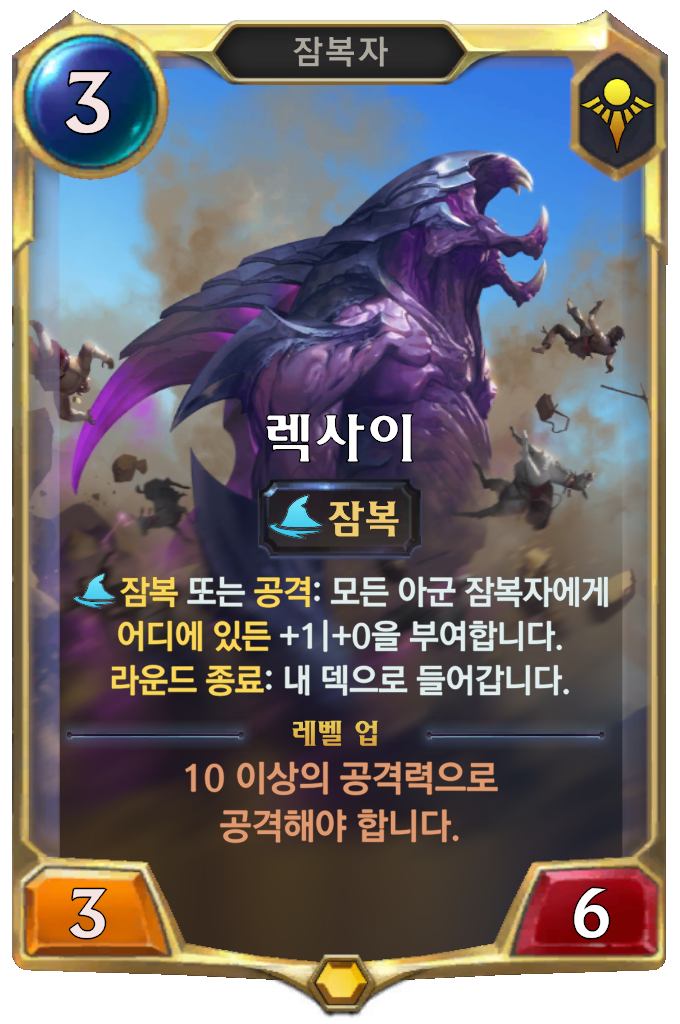 잠복자
3
렉사이
잠복
잠복 또는 공격: 모든 아군 잠복자에게
어디에 있든 +1|+0을 부여합니다.
라운드 종료: 내 덱으로 들어갑니다.
레벨 업
10 이상의 공격력으로
공격해야 합니다.
3
6